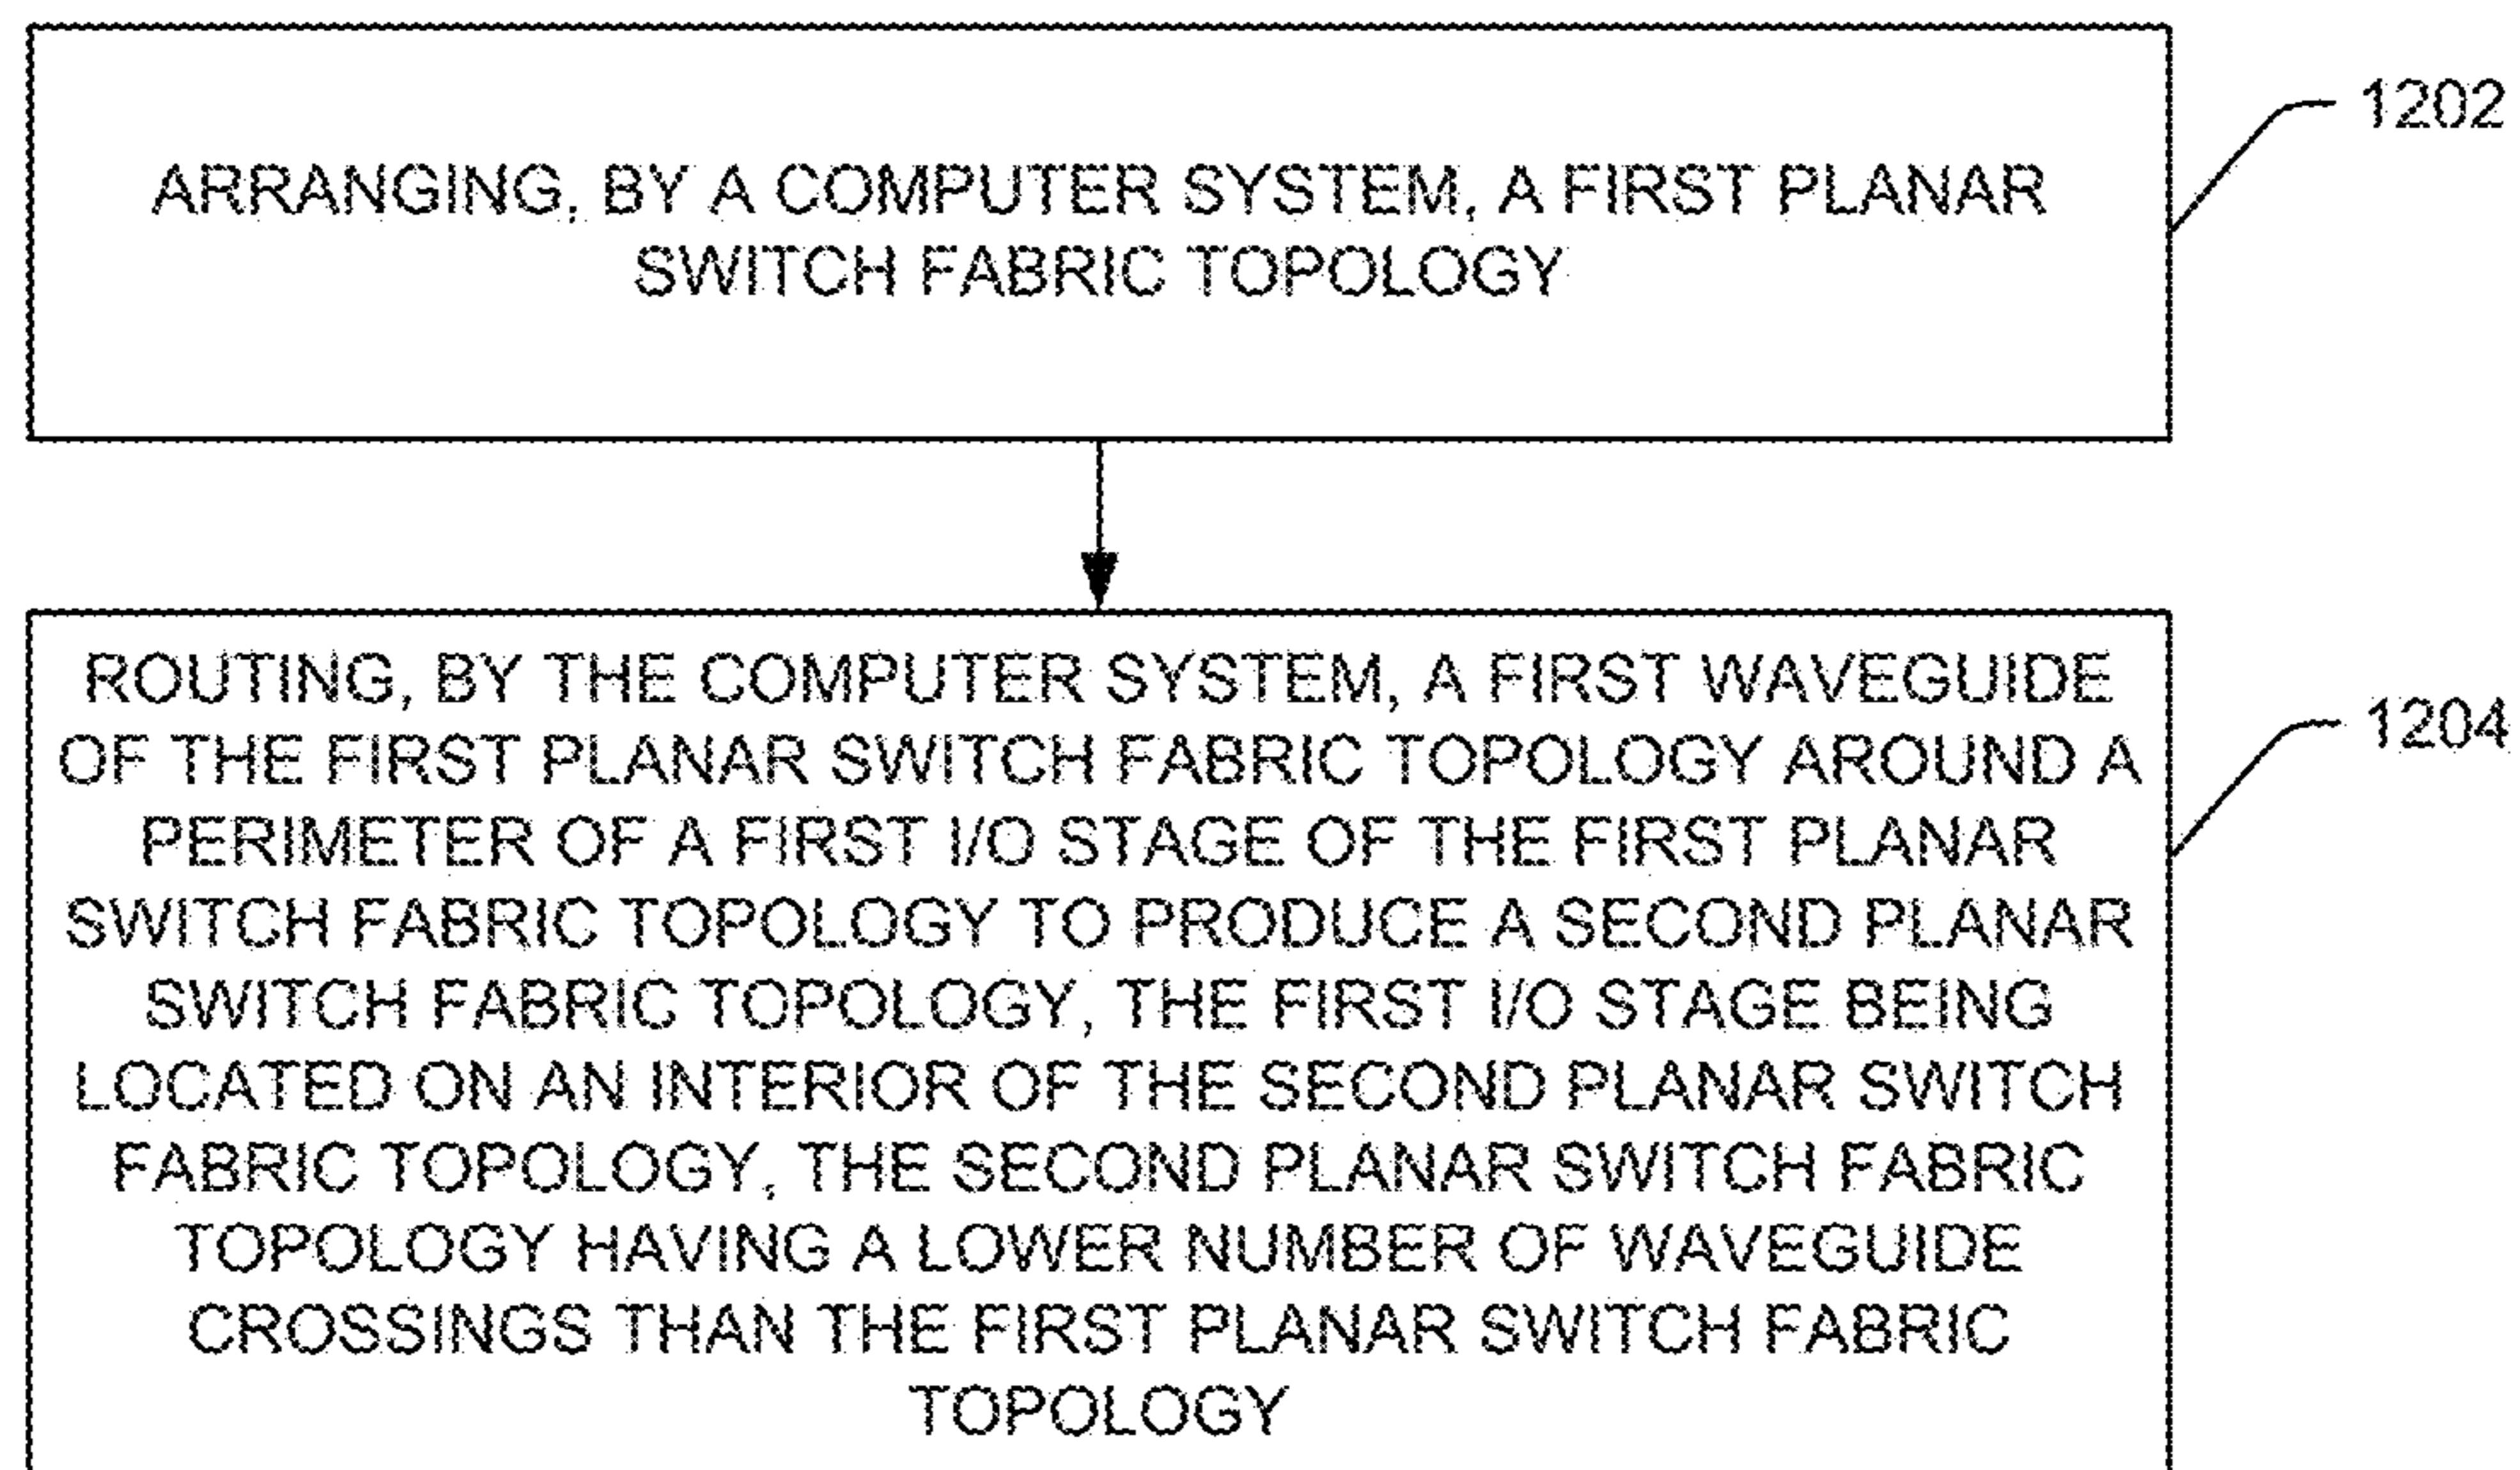 1202
ARRANGING, BY A COMPUTER SYSTEM, A FIRST PLANAR
SWITCH FABRIC TOPOLOGY
ROUTING, BY THE COMPUTER SYSTEM, A FIRST WAVEGUIDE
OF THE FIRST PLANAR SWITCH FABRIC TOPOLOGY AROUND A
1204
PERIMETER OF A FIRST I/O STAGE OF THE FIRST PLANAR
SWITCH FABRIC TOPOLOGY TO PRODUCE A SECOND PLANAR
SWITCH FABRIC TOPOLOGY, THE FIRST I/O STAGE BEING
LOCATED ON AN INTERIOR OF THE SECOND PLANAR SWITCH
FABRIC TOPOLOGY, THE SECOND PLANAR SWITCH FABRIC
TOPOLOGY HAVING A LOWER NUMBER OF WAVEGUIDE
CROSSINGS THAN THE FIRST PLANAR SWITCH FABRIC
TOPOLOGY